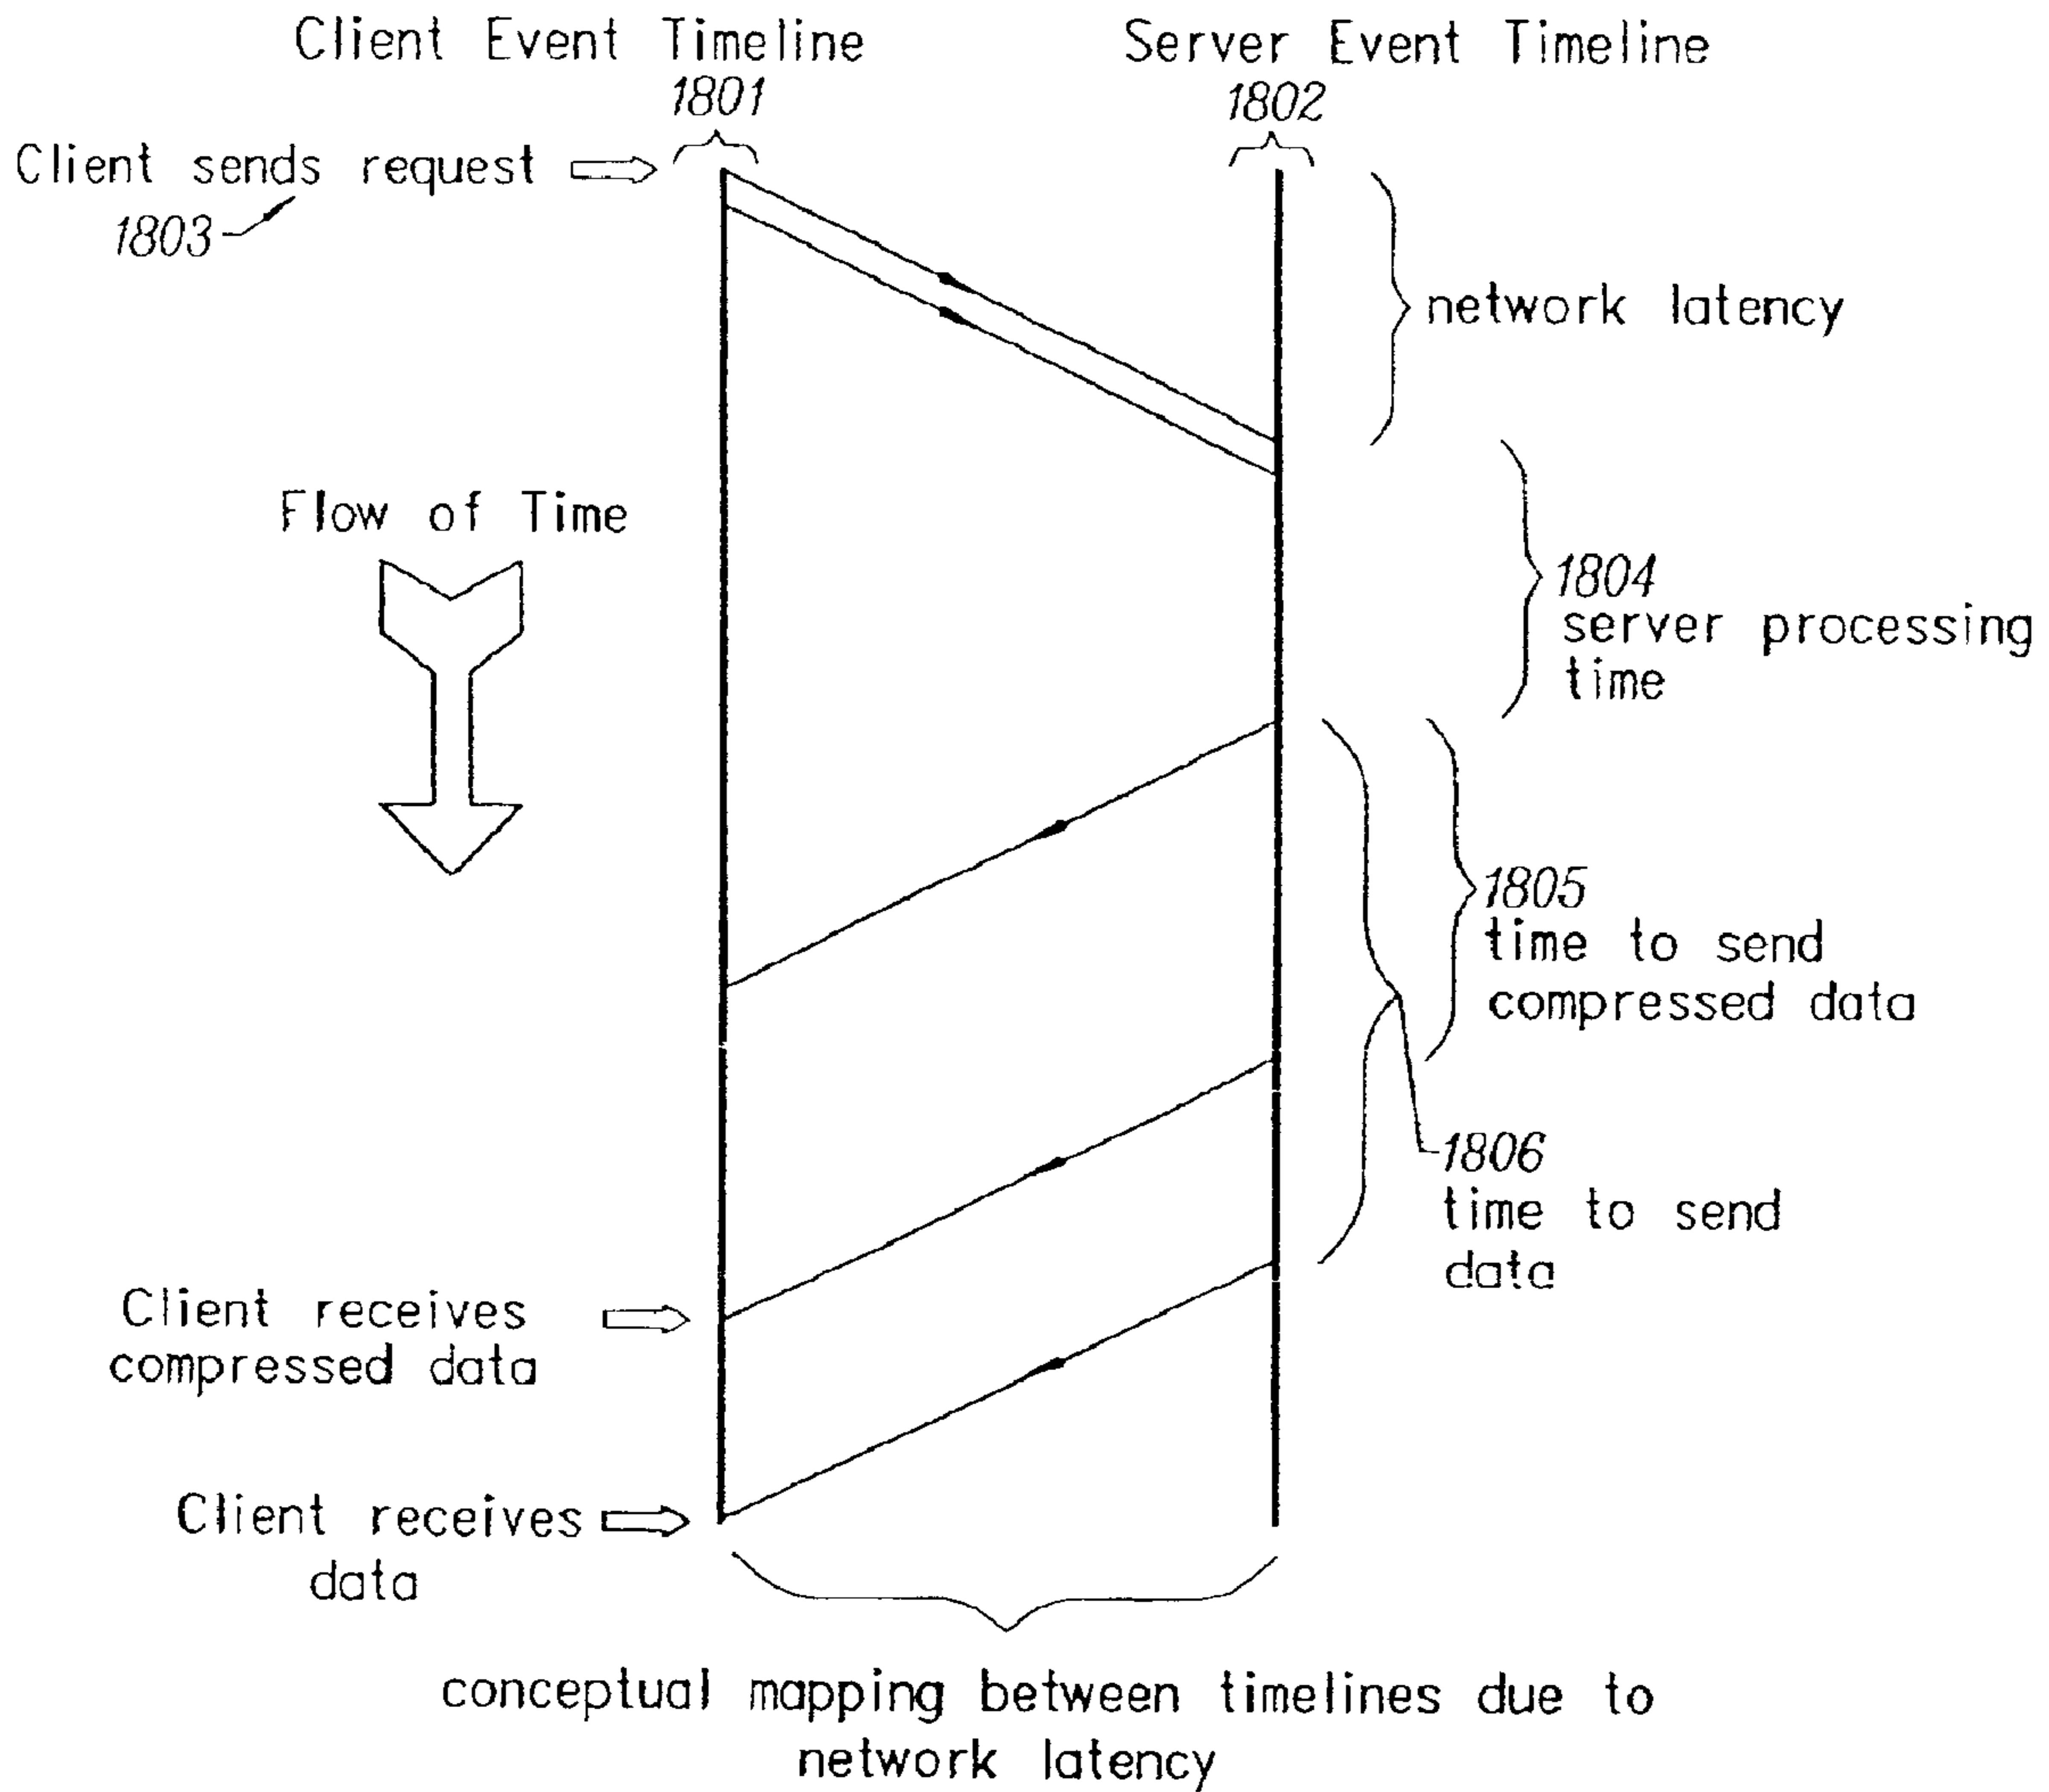 Client Event Timeline
1801
Server Event Timeline
1802
Client sends request
1803
network latency
Flow of Time
1804
server processing
time
1805
time to send
compressed data
1806
time to send
data
Client receives
compressed data
Client receives
data
conceptual mapping between timelines due to
network latency